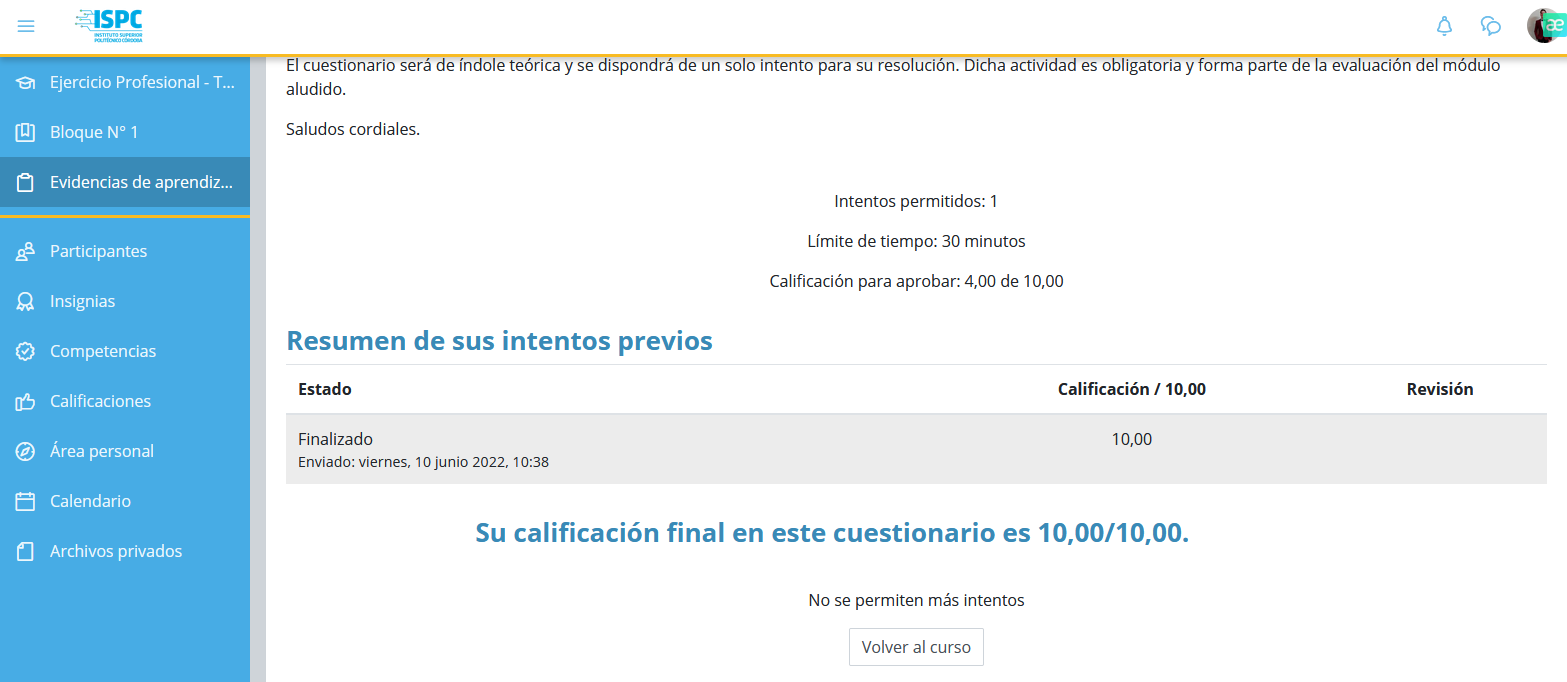 ISPC
INSTITUTO SUPERIOR
POLITÉCNICO CÓRDOBA
æ
Ejercicio Profesional - T...
Bloque N° 1
Evidencias de aprendiz...
Participantes
Insignias
Competencias
Calificaciones
Área personal
Calendario
Archivos privados
El cuestionario será de índole teórica y se dispondrá de un solo intento para su resolución. Dicha actividad es obligatoria y forma parte de la evaluación del módulo
aludido.
Saludos cordiales.
Intentos permitidos: 1
Límite de tiempo: 30 minutos
Calificación para aprobar: 4,00 de 10,00
Resumen de sus intentos previos
Estado Calificación / 10,00 Revisión
Finalizado 10,00
Enviado: viernes, 10 junio 2022, 10:38
Su calificación final en este cuestionario es 10,00/10,00.
No se permiten más intentos
Volver al curso